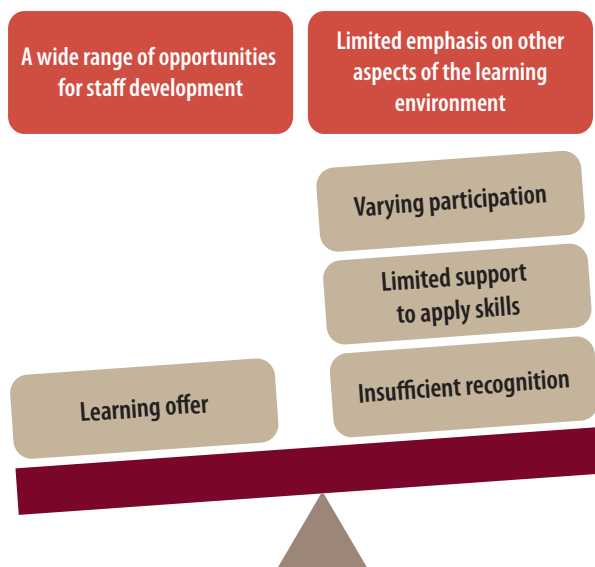 A wide range of opportunities
for staff development
Limited emphasis on other
aspects of the learning
environment
Varying participation
Limited support
to apply skills
Insufficient recognition
Learning offer